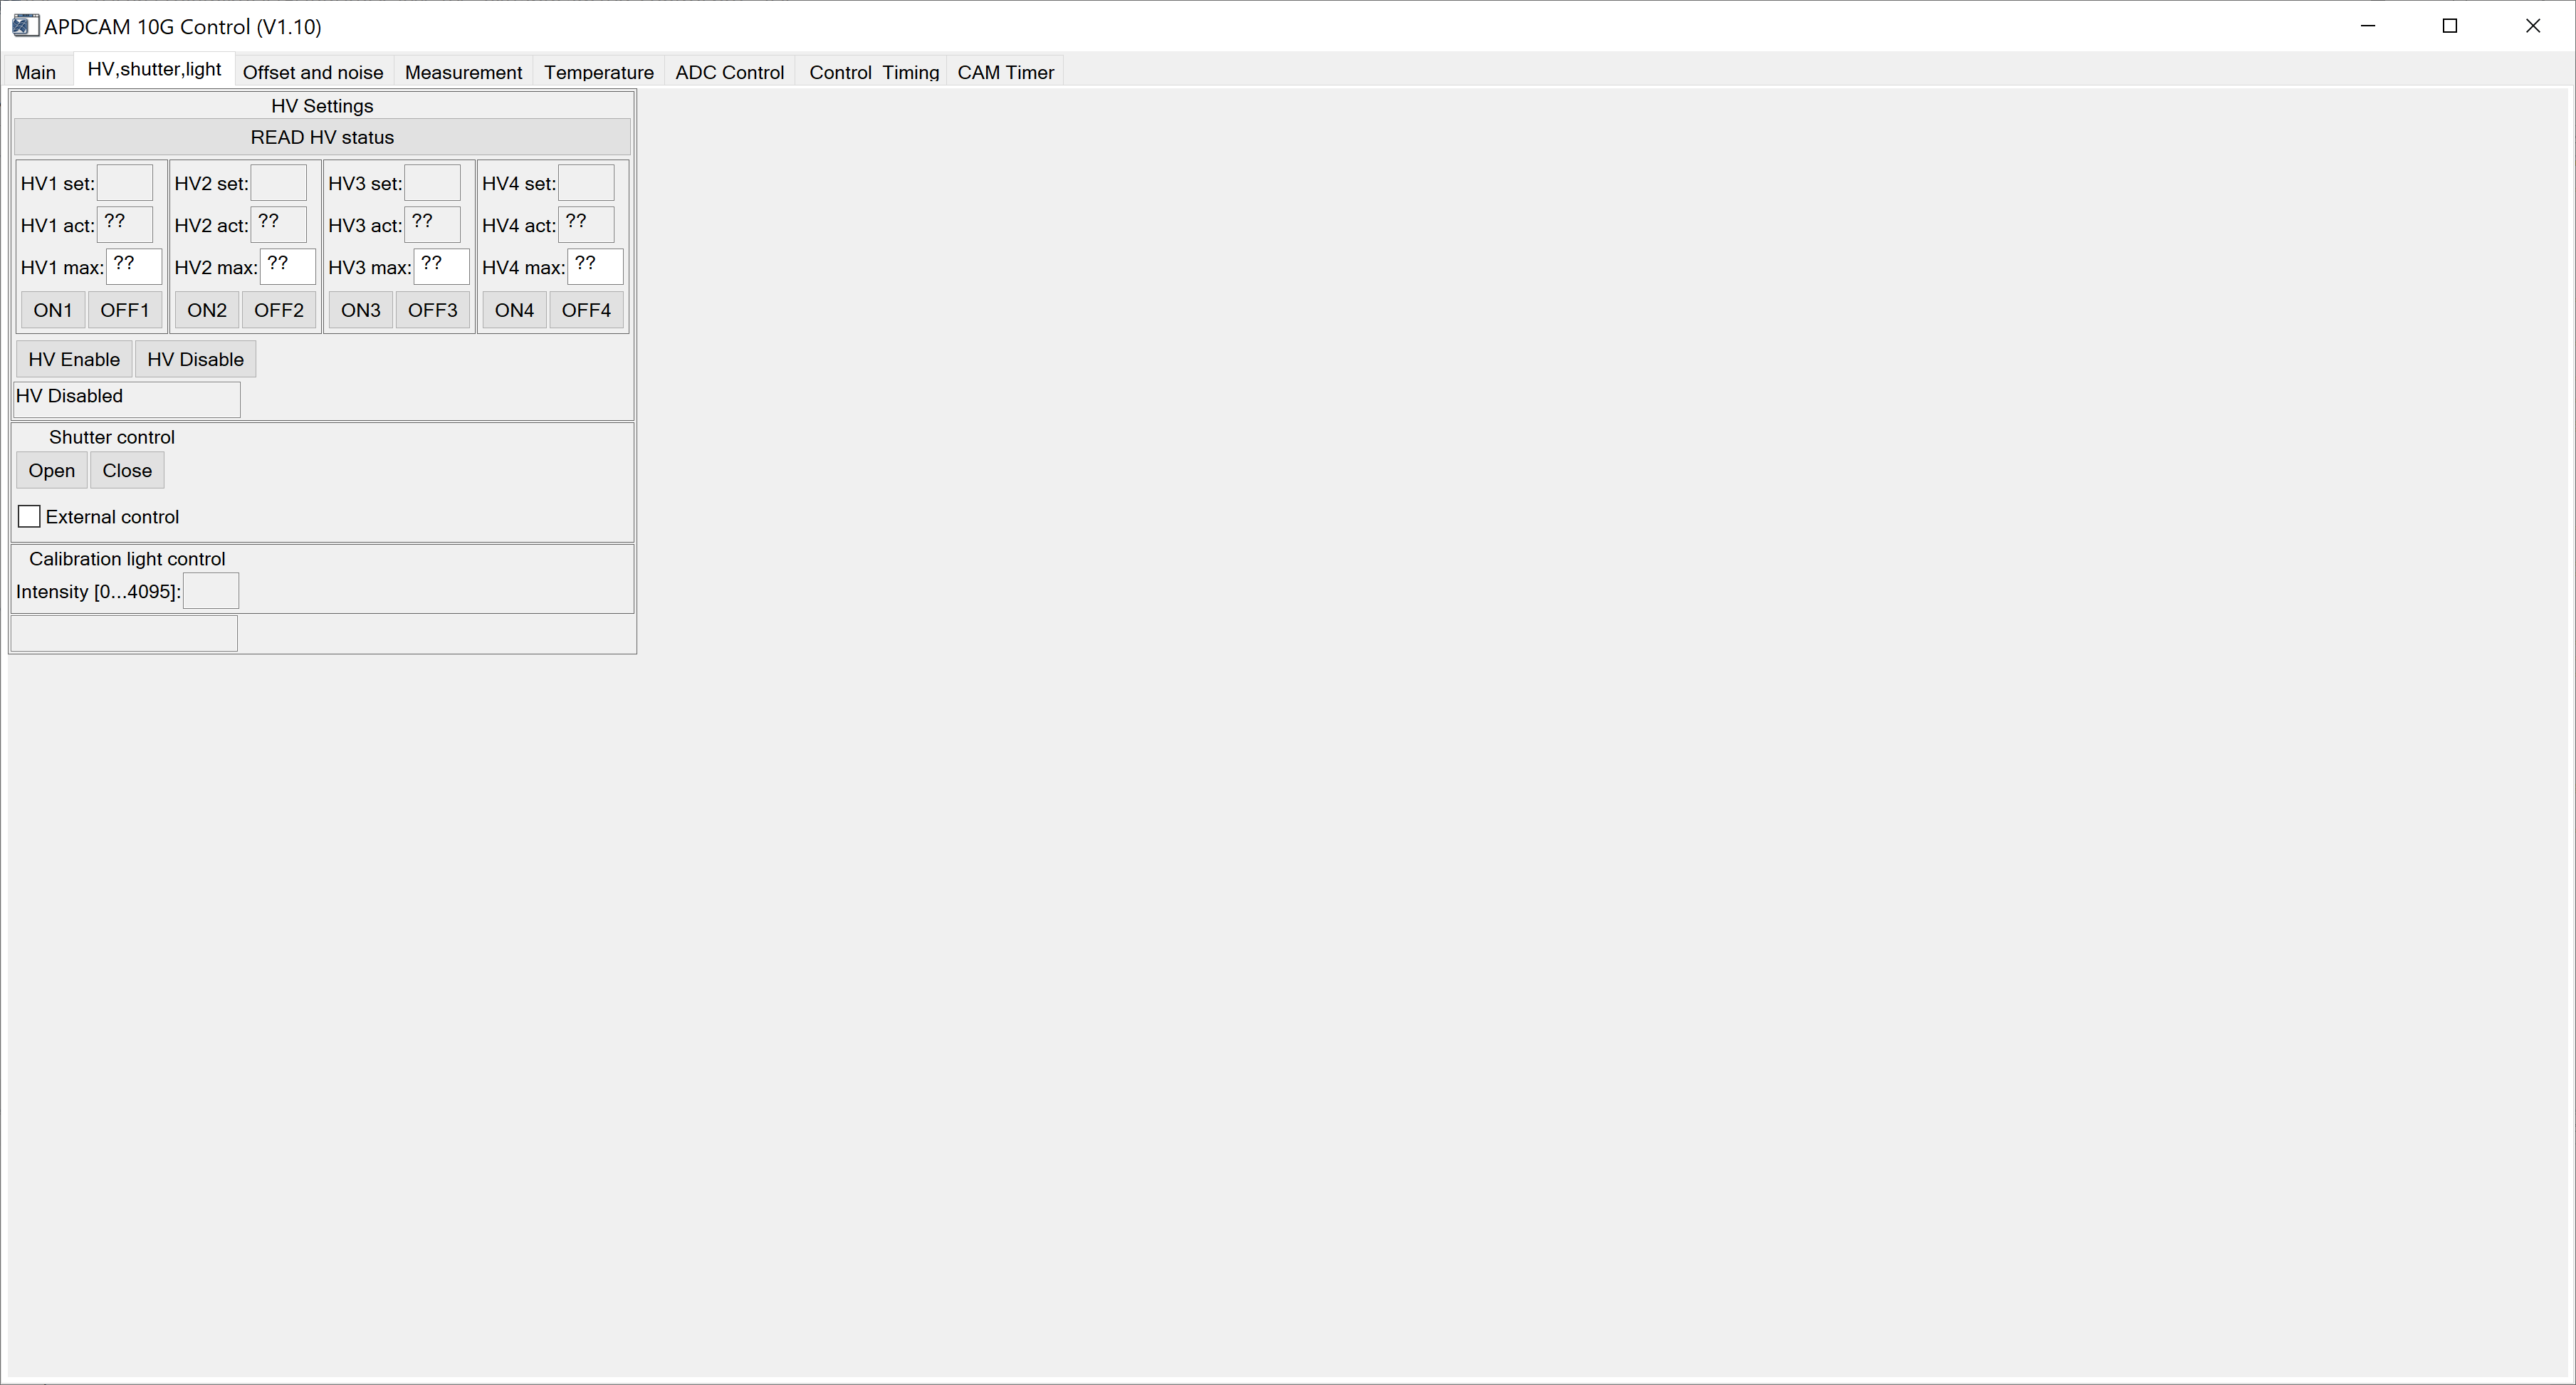 APDCAM 10G Control (V1.10)
Main HV,shutter,light Offset and noise Measurement Temperature ADC Control Control Timing CAM Timer
HV Settings
READ HV status
HV1 set: HV2 set: HV3 set: HV4 set:
HV1 act: ?? HV2 act: ?? HV3 act: ?? HV4 act: ??
HV1 max: ?? HV2 max: ?? HV3 max: ?? HV4 max: ??
ON1 OFF1 ON2 OFF2 ON3 OFF3 ON4 OFF4
HV Enable HV Disable
HV Disabled
Shutter control
Open Close
External control
Calibration light control
Intensity [0...4095]: